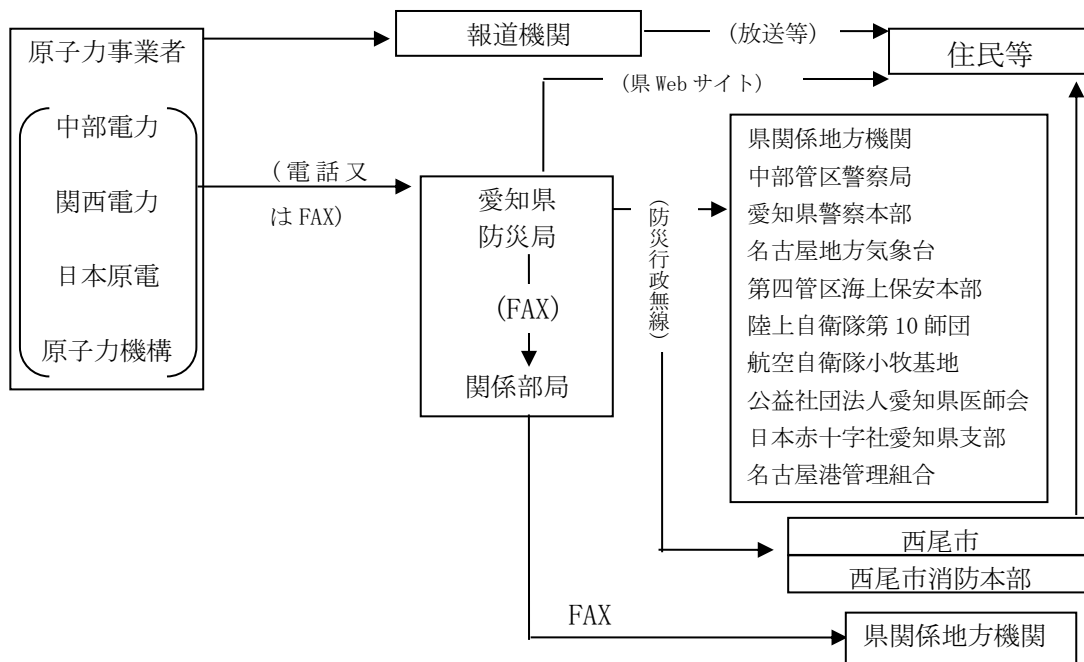 原子力事業者
中部電力
関西電力
日本原電
原子力機構
報道機関
(放送等)
住民等
(県 Web サイト)
(電話又
は FAX)
愛知県
防災局
(FAX)
関係部局
(防災行政無線)
県関係地方機関
中部管区警察局
愛知県警察本部
名古屋地方気象台
第四管区海上保安本部
陸上自衛隊第 10 師団
航空自衛隊小牧基地
公益社団法人愛知県医師会
日本赤十字社愛知県支部
名古屋港管理組合
西尾市
西尾市消防本部
FAX
県関係地方機関